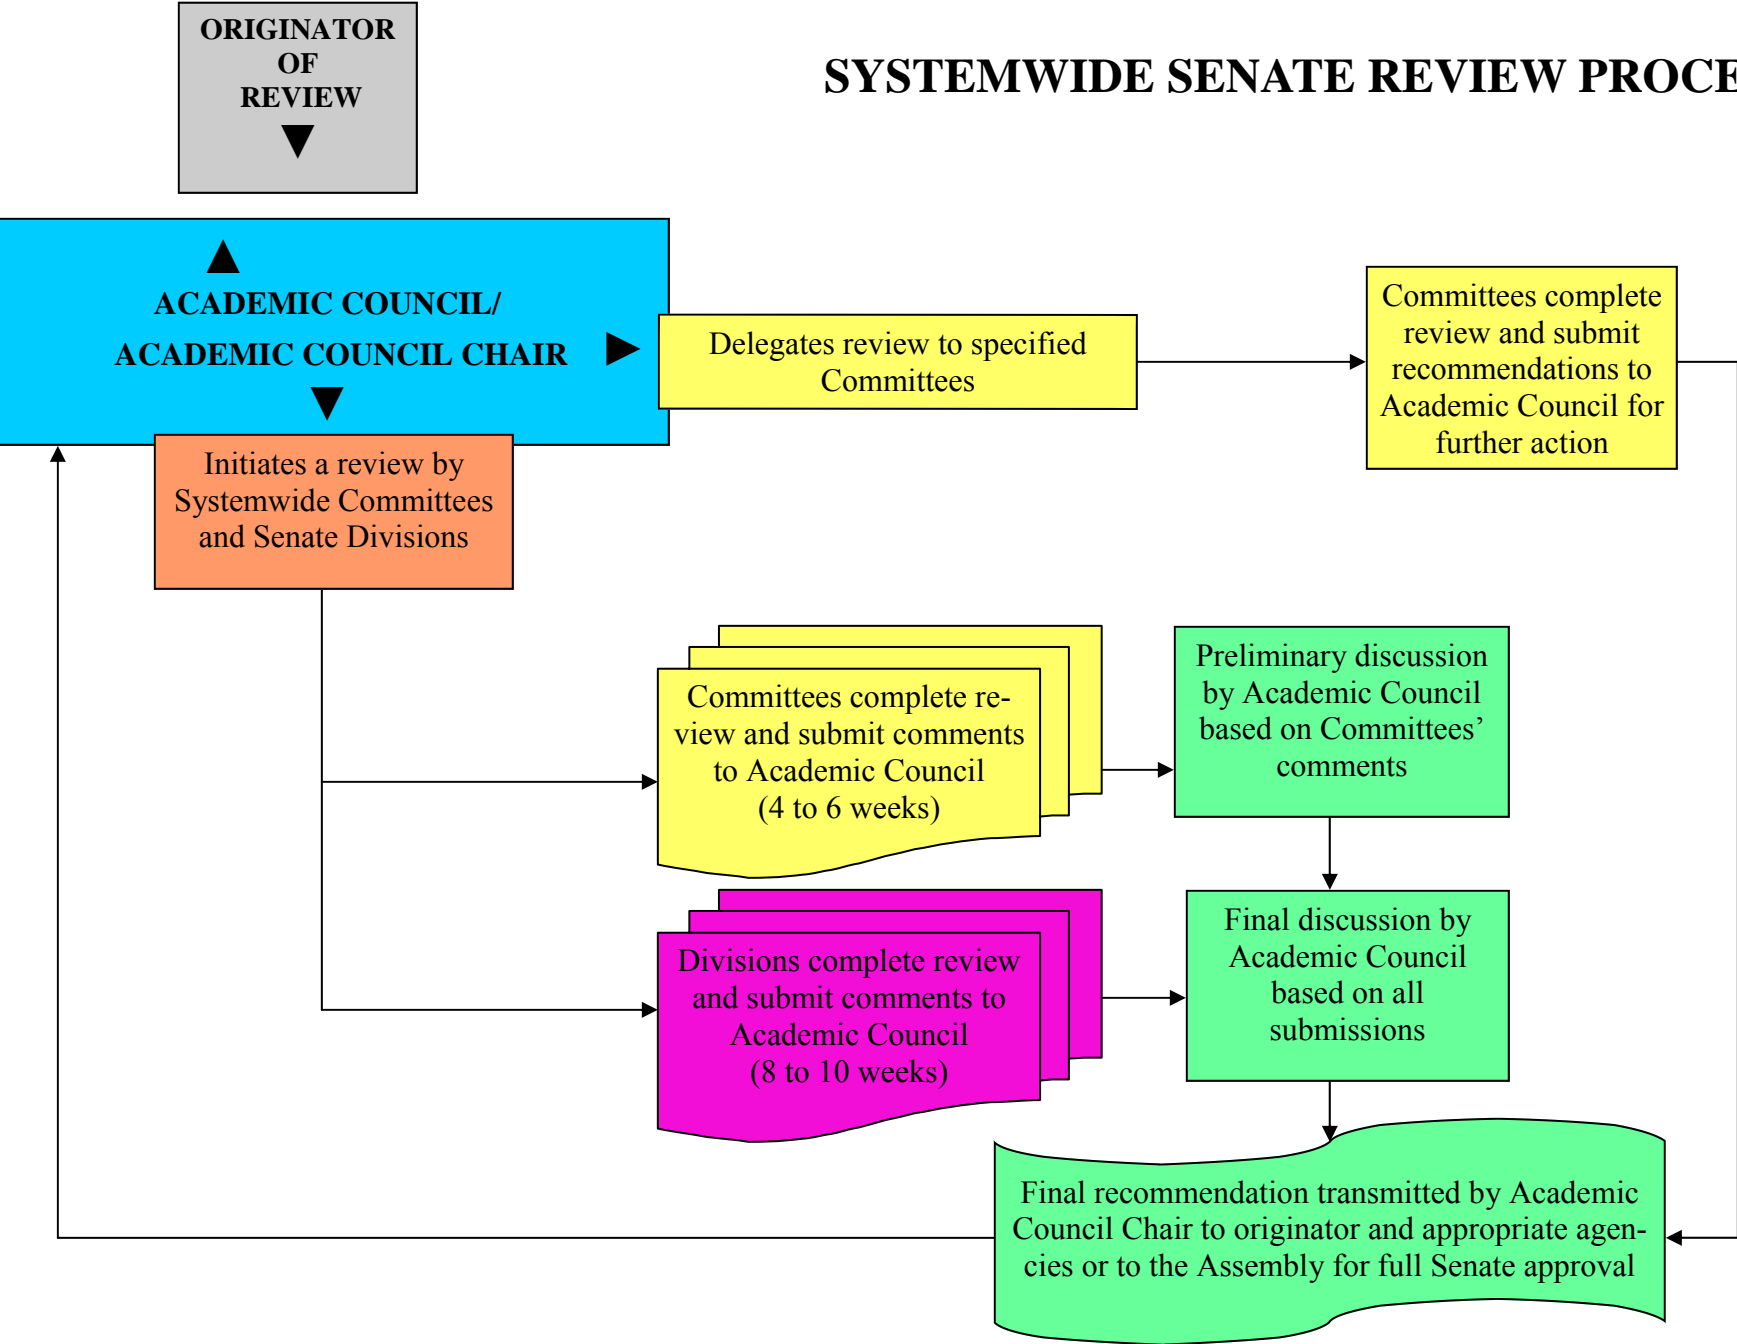 ORIGINATOR
OF
REVIEW
SYSTEMWIDE SENATE REVIEW PROCE
ACADEMIC COUNCIL/
ACADEMIC COUNCIL CHAIR
Delegates review to specified
Committees
Committees complete
review and submit
recommendations to
Academic Council for
further action
Initiates a review by
Systemwide Committees
and Senate Divisions
Committees complete re-
view and submit comments
to Academic Council
(4 to 6 weeks)
Preliminary discussion
by Academic Council
based on Committees’
comments
Divisions complete review
and submit comments to
Academic Council
(8 to 10 weeks)
Final discussion by
Academic Council
based on all
submissions
Final recommendation transmitted by Academic
Council Chair to originator and appropriate agen-
cies or to the Assembly for full Senate approval